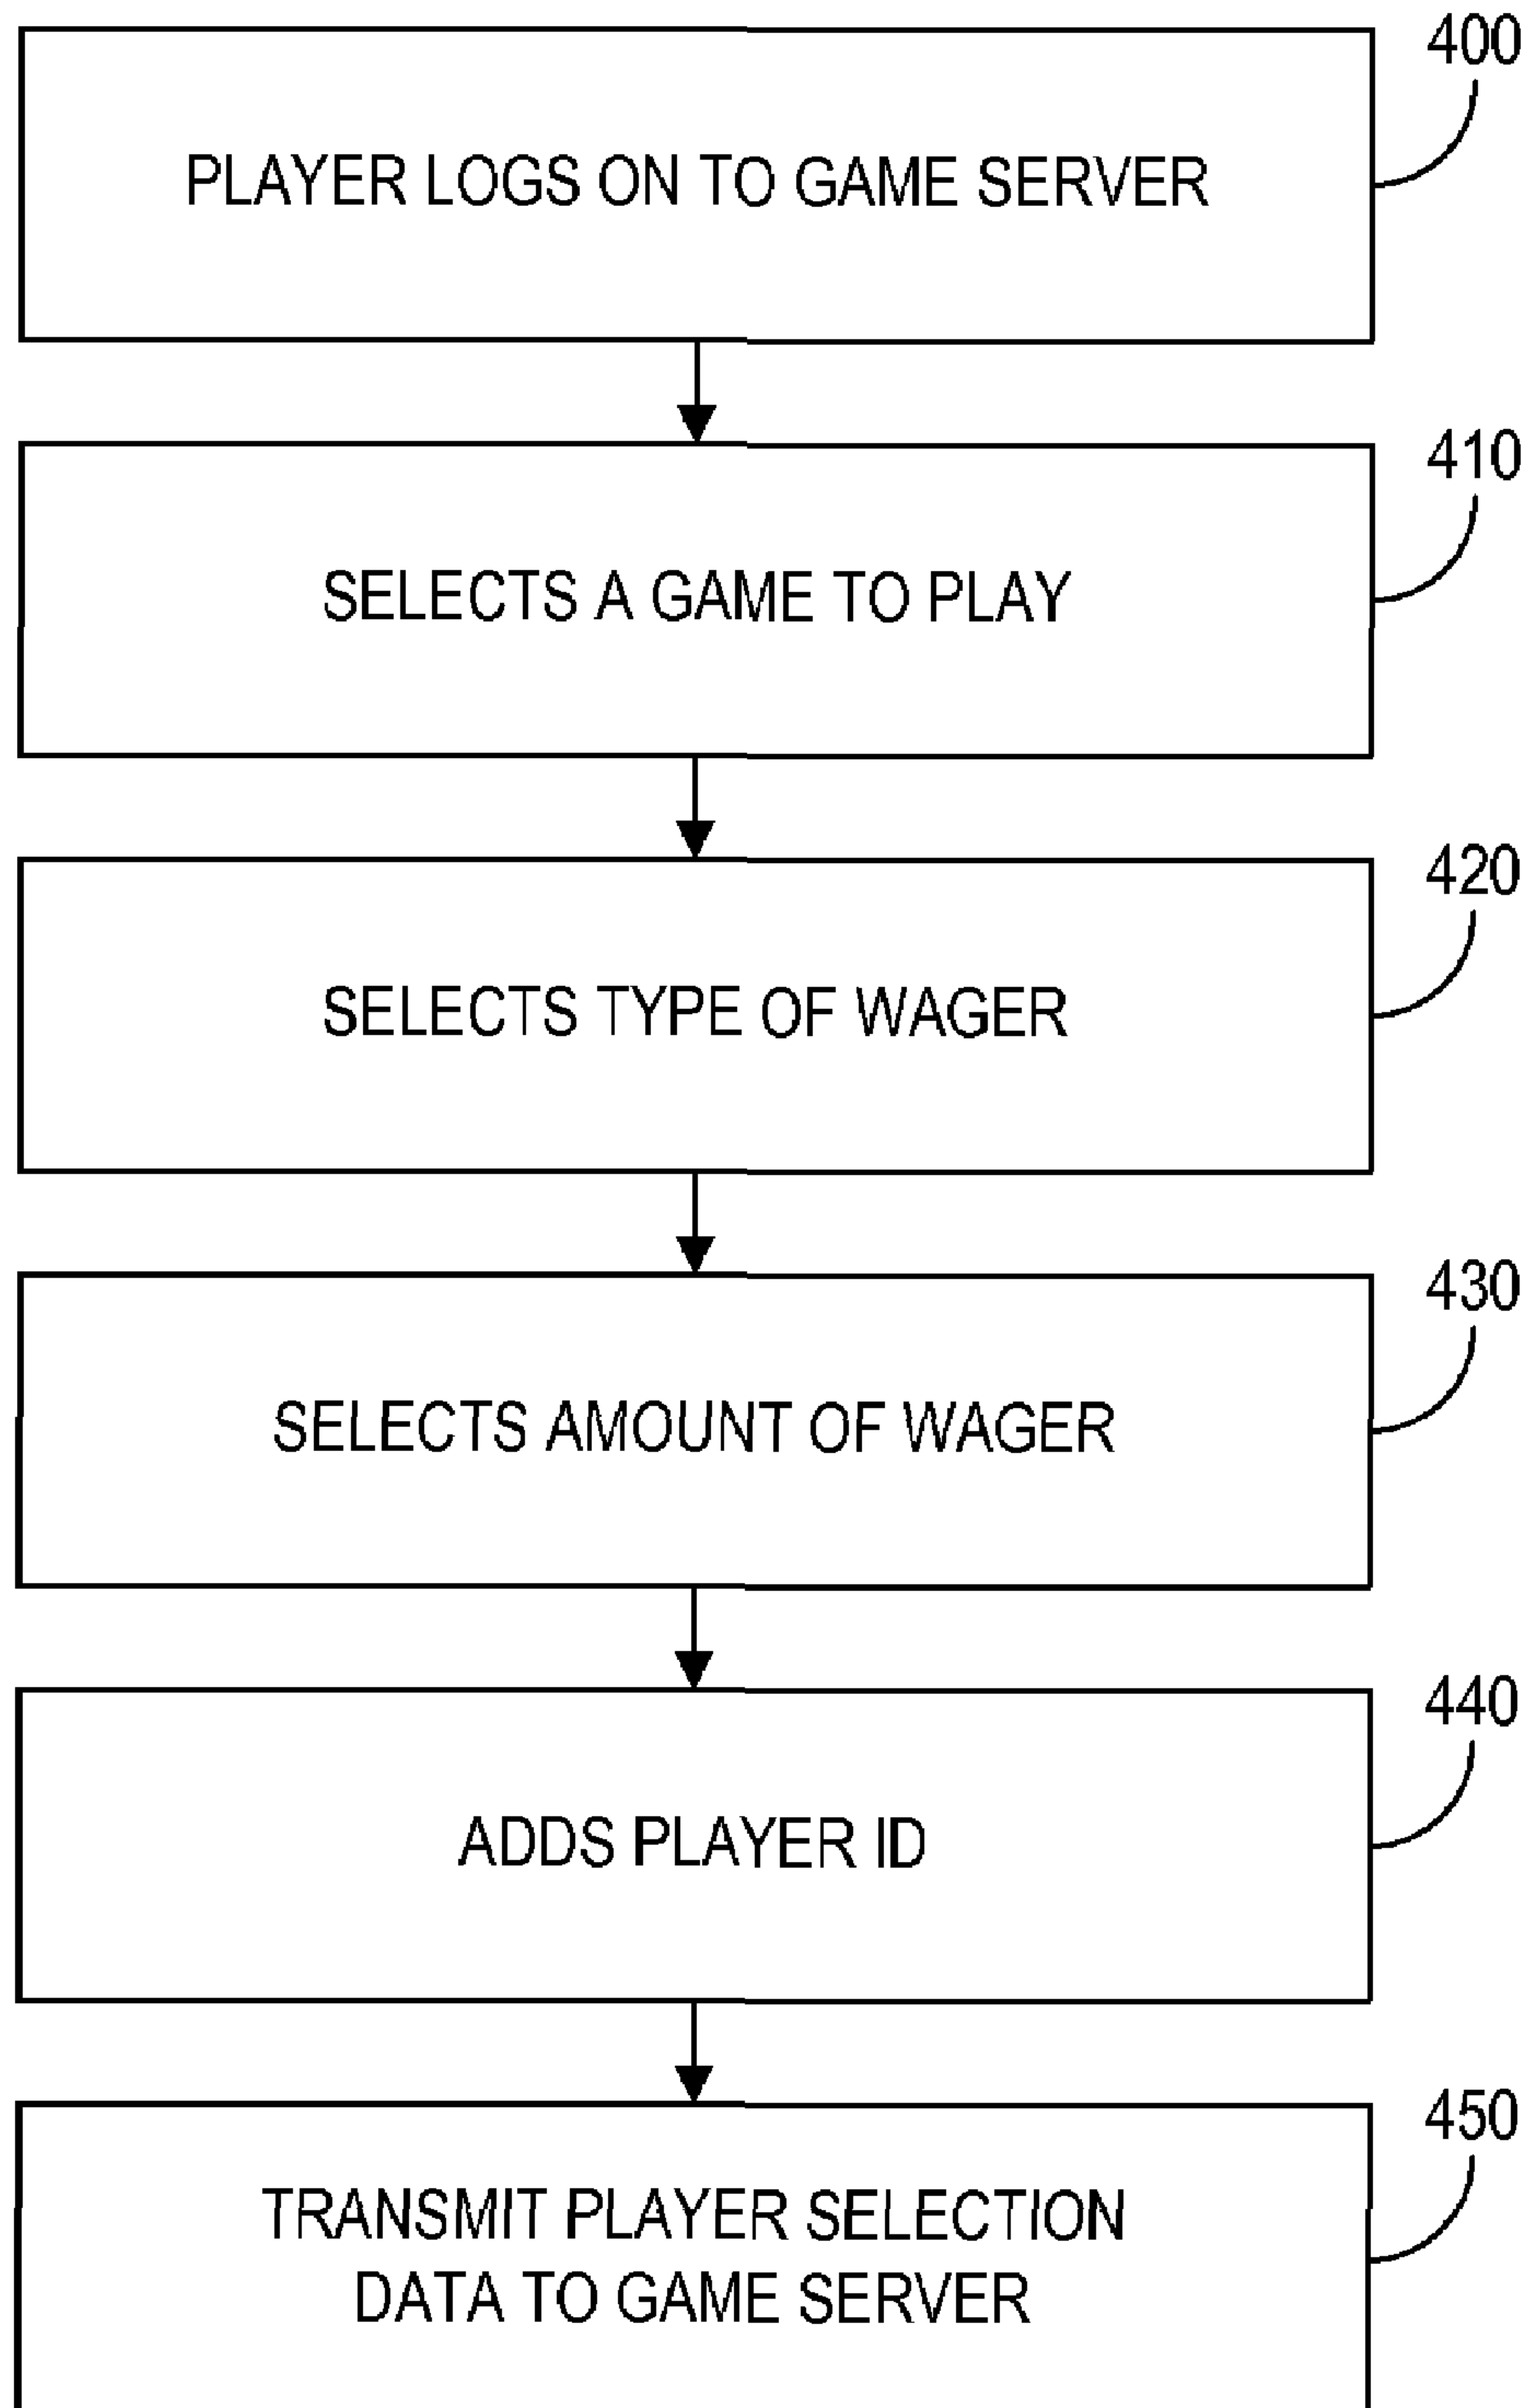 400
PLAYER LOGS ON TO GAME SERVER
410
SELECTS A GAME TO PLAY
420
SELECTS TYPE OF WAGER
430
SELECTS AMOUNT OF WAGER
440
ADDS PLAYER ID
450
TRANSMIT PLAYER SELECTION
DATA TO GAME SERVER